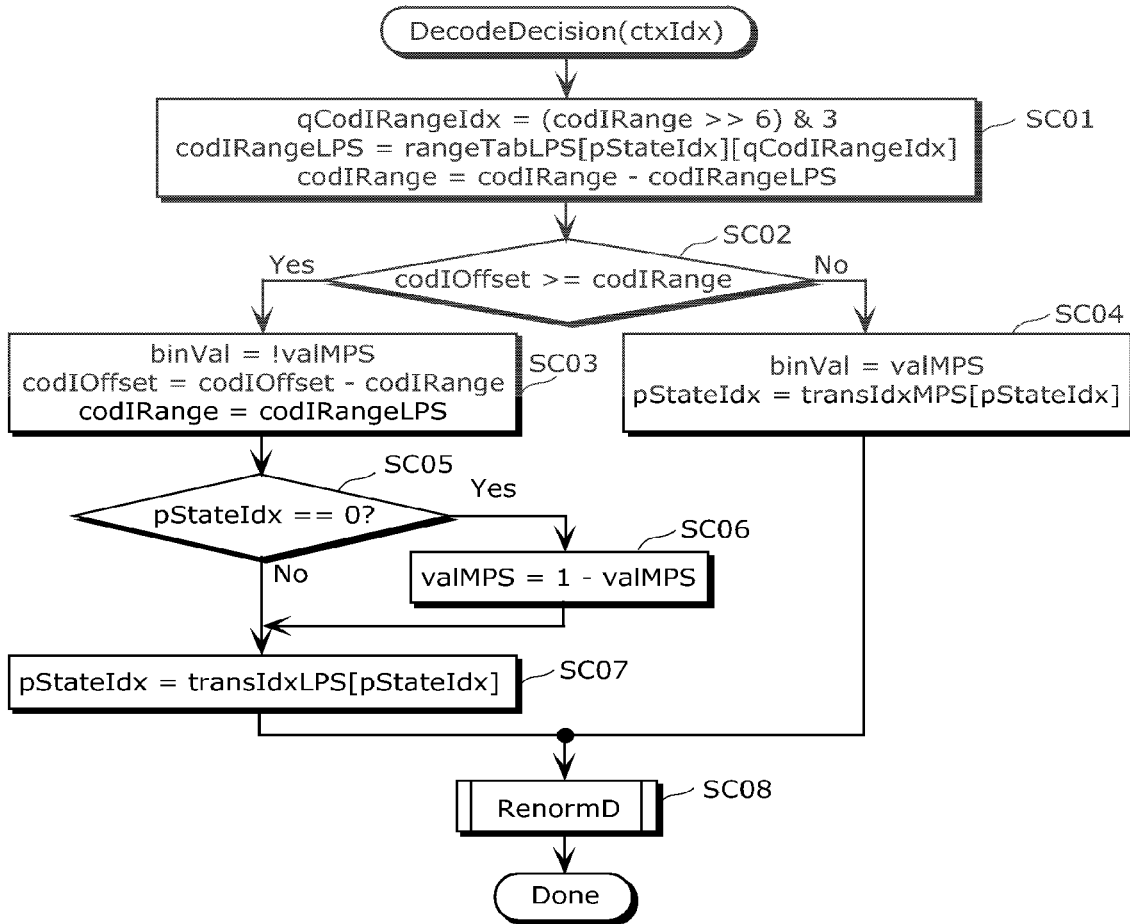 DecodeDecision(ctxIdx)
qCodIRangeIdx = (codIRange >> 6) & 3
codIRangeLPS = rangeTabLPS[pStateIdx][qCodIRangeIdx]
codIRange = codIRange - codIRangeLPS
SC01
SC02
codIOffset >= codIRange
Yes
No
binVal = !valMPS
codIOffset = codIOffset - codIRange
codIRange = codIRangeLPS
SC03
SC04
binVal = valMPS
pStateIdx = transIdxMPS[pStateIdx]
SC05
pStateIdx == 0?
Yes
No
SC06
valMPS = 1 - valMPS
pStateIdx = transIdxLPS[pStateIdx]
SC07
RenormD
SC08
Done